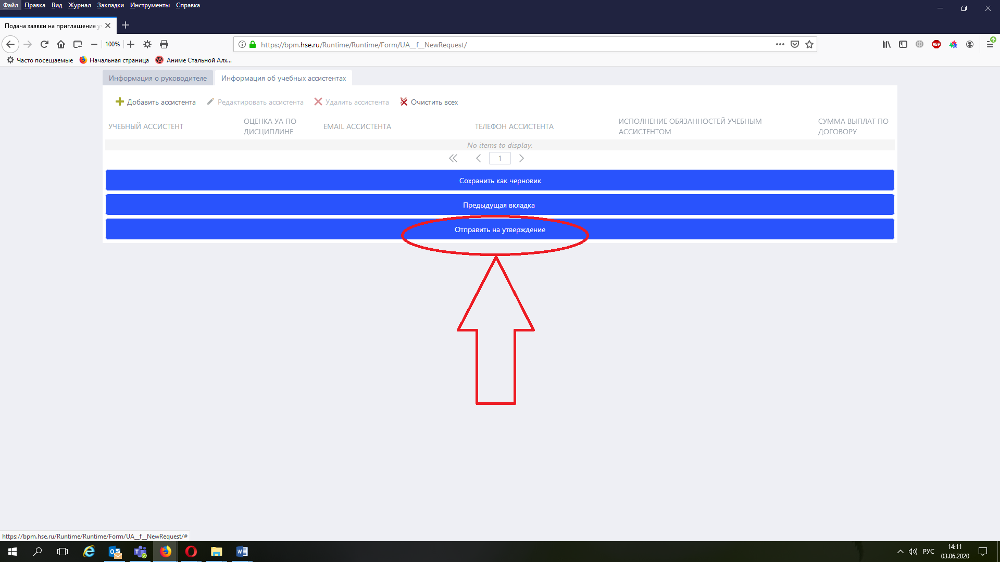 Файл Правка Вид Журнал Закладки Инструменты Справка
Подача заявки на приглашение у
100%
https://bpm.hse.ru/Runtime/Runtime/Form/UA__f__NewRequest/
ABP
Часто посещаемые Начальная страница Аниме Стальной Алх...
Информация о руководителе Информация об учебных ассистентах
Добавить ассистента Редактировать ассистента Удалить ассистента Очистить всех
УЧЕБНЫЙ АССИСТЕНТ
ОЦЕНКА УА ПО
ДИСЦИПЛИНЕ
EMAIL АССИСТЕНТА
ТЕЛЕФОН АССИСТЕНТА
ИСПОЛНЕНИЕ ОБЯЗАННОСТЕЙ УЧЕБНЫМ
АССИСТЕНТОМ
СУММА ВЫПЛАТ ПО
ДОГОВОРУ
No items to display.
1
Сохранить как черновик
Предыдущая вкладка
Отправить на утверждение
https://bpm.hse.ru/Runtime/Runtime/Form/UA__f__NewRequest/#
РУС
14:11
03.06.2020